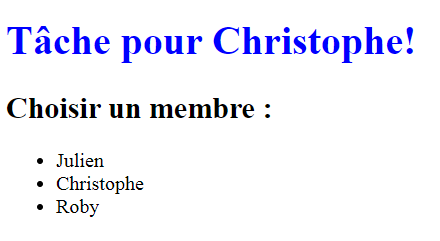 Tâche pour Christophe!
Choisir un membre :
Julien
Christophe
Roby